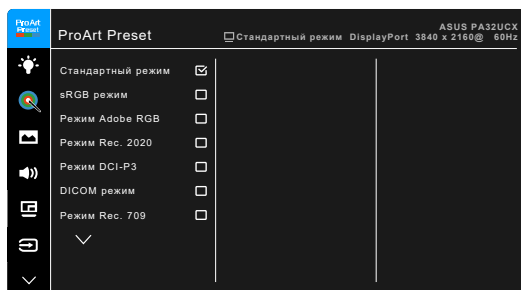 ProArt
Preset
ProArt Preset
ASUS PA32UCX
Стандартный режим DisplayPort 3840 x 2160@ 60Hz
Стандартный режим
sRGB режим
Режим Adobe RGB
Режим Rec. 2020
Режим DCI-P3
DICOM режим
Режим Rec. 709